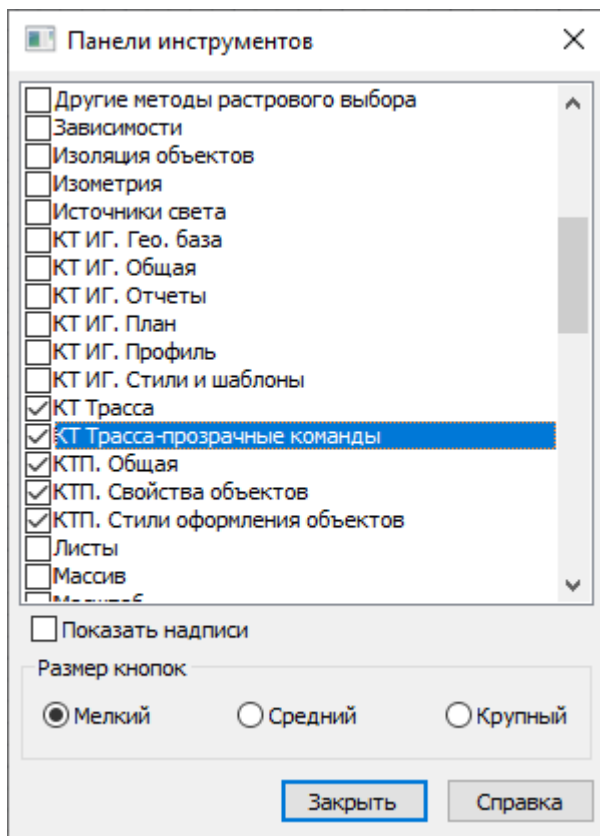 Панели инструментов
Другие методы растрового выбора
Зависимости
Изоляция объектов
Изометрия
Источники света
КТ ИГ. Гео. база
КТ ИГ. Общая
КТ ИГ. Отчеты
КТ ИГ. План
КТ ИГ. Профиль
КТ ИГ. Стили и шаблоны
КТ Трасса
КТ Трасса-прозрачные команды
КТП. Общая
КТП. Свойства объектов
КТП. Стили оформления объектов
Листы
Массив
Показать надписи
Размер кнопок
Мелкий Средний Крупный
Закрыть Справка